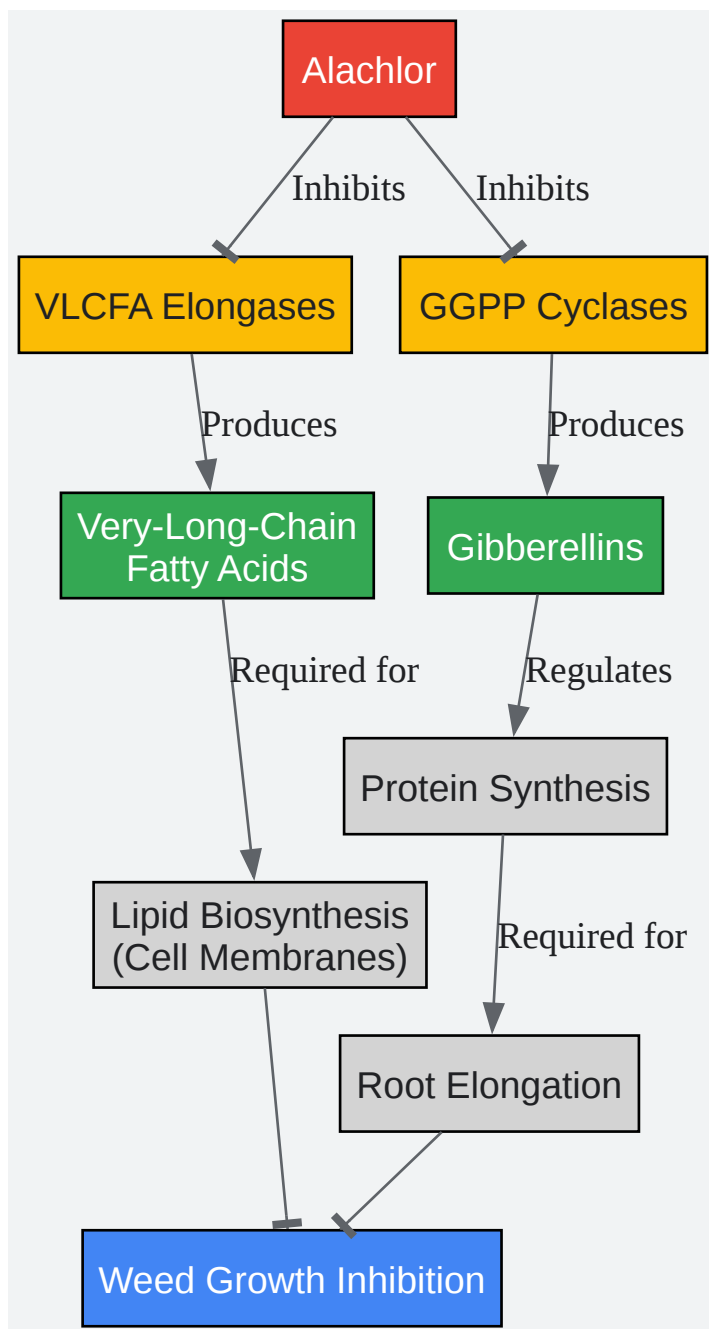 Alachlor
Inhibits
Inhibits
VLCFA Elongases
GGPP Cyclases
Produces
Produces
Very-Long-Chain
Fatty Acids
Gibberellins
Required for
Regulates
Protein Synthesis
Lipid Biosynthesis
(Cell Membranes)
Required for
Root Elongation
Weed Growth Inhibition